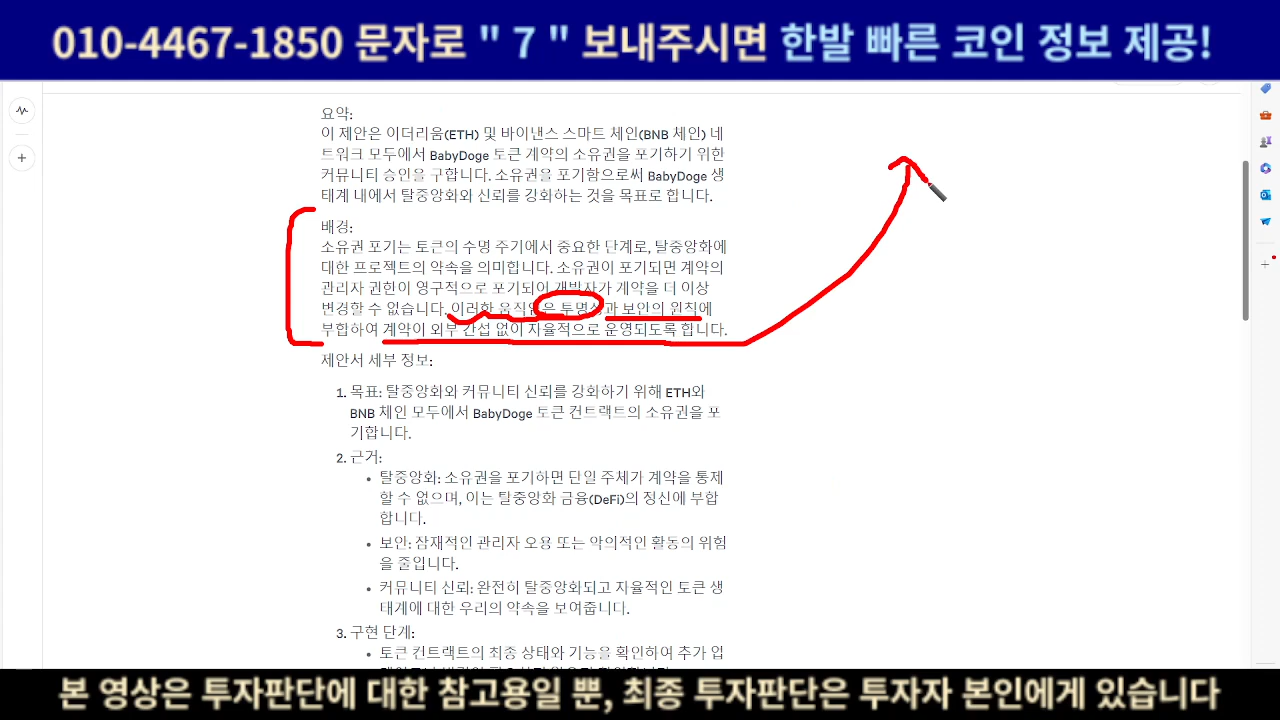 010-4467-1850 문자로 " 7 " 보내주시면 한발 빠른 코인 정보 제공!
요약:
이 제안은 이더리움(ETH) 및 바이낸스 스마트 체인(BNB 체인) 네
트워크 모두에서 BabyDoge 토큰 계약의 소유권을 포기하기 위한
커뮤니티 승인을 구합니다. 소유권을 포기함으로써 BabyDoge 생
태계 내에서 탈중앙화와 신뢰를 강화하는 것을 목표로 합니다.
배경:
소유권 포기는 토큰의 수명 주기에서 중요한 단계로, 탈중앙화에
대한 프로젝트의 약속을 의미합니다. 소유권이 포기되면 계약의
관리자 권한이 영구적으로 포기되어 개발자가 계약을 더 이상
변경할 수 없습니다. 이러한 움직임은 투명성과 보안의 원칙에
부합하여 계약이 외부 간섭 없이 자율적으로 운영되도록 합니다.
제안서 세부 정보:
1. 목표: 탈중앙화와 커뮤니티 신뢰를 강화하기 위해 ETH와
BNB 체인 모두에서 BabyDoge 토큰 컨트랙트의 소유권을 포
기합니다.
2. 근거:
• 탈중앙화: 소유권을 포기하면 단일 주체가 계약을 통제
할 수 없으며, 이는 탈중앙화 금융(DeFi)의 정신에 부합
합니다.
• 보안: 잠재적인 관리자 오용 또는 악의적인 활동의 위험
을 줄입니다.
• 커뮤니티 신뢰: 완전히 탈중앙화되고 자율적인 토큰 생
태계에 대한 우리의 약속을 보여줍니다.
3. 구현 단계:
• 토큰 컨트랙트의 최종 상태와 기능을 확인하여 추가 업
본 영상은 투자판단에 대한 참고용일 뿐, 최종 투자판단은 투자자 본인에게 있습니다